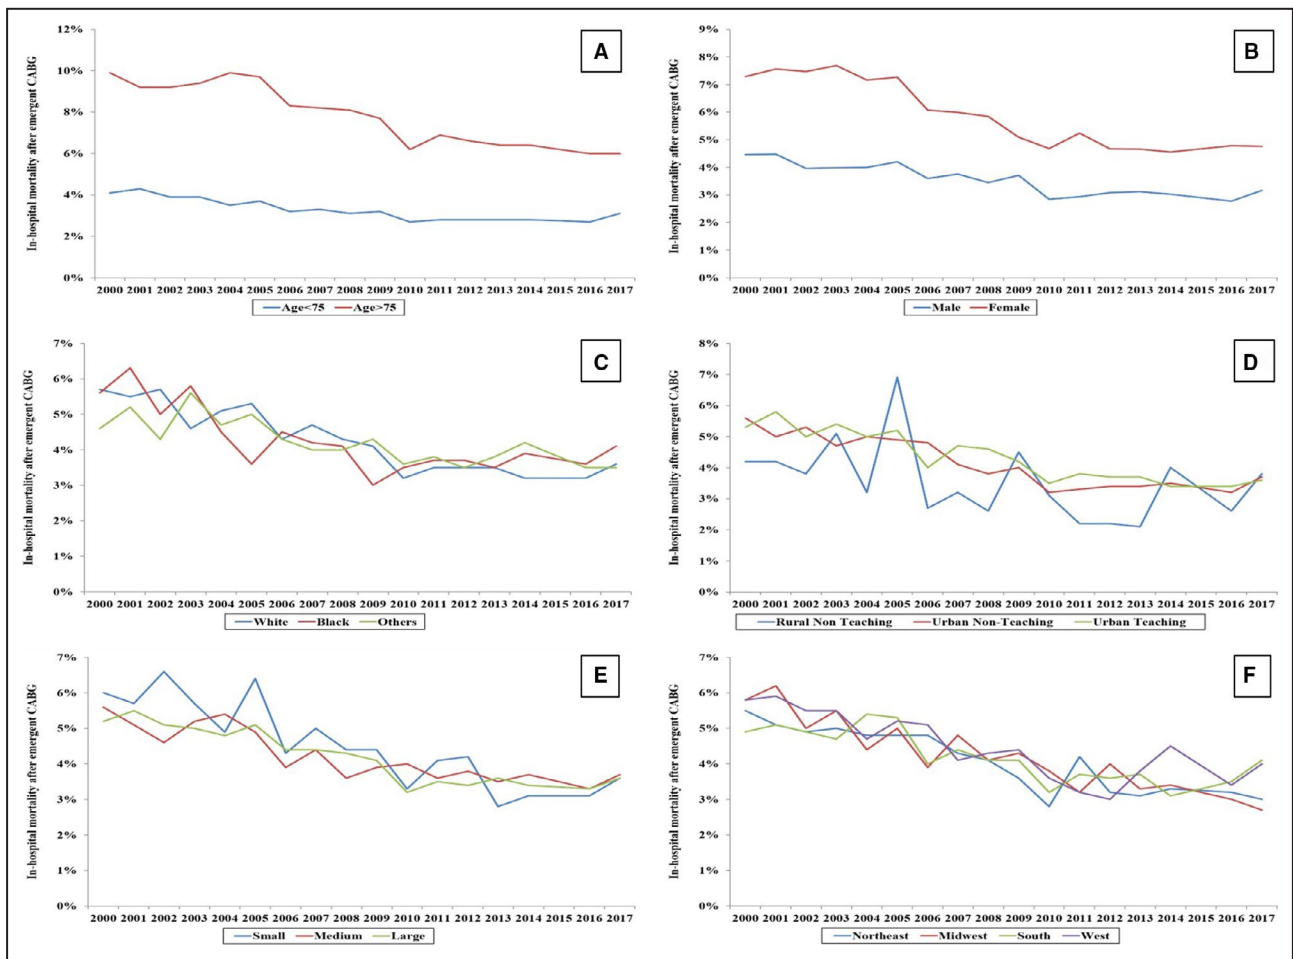 A
In-hospital mortality after emergent CABG
12%
10%
8%
6%
4%
2%
0%
2000 2001 2002 2003 2004 2005 2006 2007 2008 2009 2010 2011 2012 2013 2014 2015 2016 2017
Age<75 Age>75
B
In-hospital mortality after emergent CABG
9%
8%
7%
6%
5%
4%
3%
2%
1%
0%
2000 2001 2002 2003 2004 2005 2006 2007 2008 2009 2010 2011 2012 2013 2014 2015 2016 2017
Male Female
C
In-hospital mortality after emergent CABG
7%
6%
5%
4%
3%
2%
1%
0%
2000 2001 2002 2003 2004 2005 2006 2007 2008 2009 2010 2011 2012 2013 2014 2015 2016 2017
White Black Others
D
In-hospital mortality after emergent CABG
8%
7%
6%
5%
4%
3%
2%
1%
0%
2000 2001 2002 2003 2004 2005 2006 2007 2008 2009 2010 2011 2012 2013 2014 2015 2016 2017
Rural Non Teaching Urban Non-Teaching Urban Teaching
E
In-hospital mortality after emergent CABG
7%
6%
5%
4%
3%
2%
1%
0%
2000 2001 2002 2003 2004 2005 2006 2007 2008 2009 2010 2011 2012 2013 2014 2015 2016 2017
Small Medium Large
F
In-hospital mortality after emergent CABG
7%
6%
5%
4%
3%
2%
1%
0%
2000 2001 2002 2003 2004 2005 2006 2007 2008 2009 2010 2011 2012 2013 2014 2015 2016 2017
Northeast Midwest South West